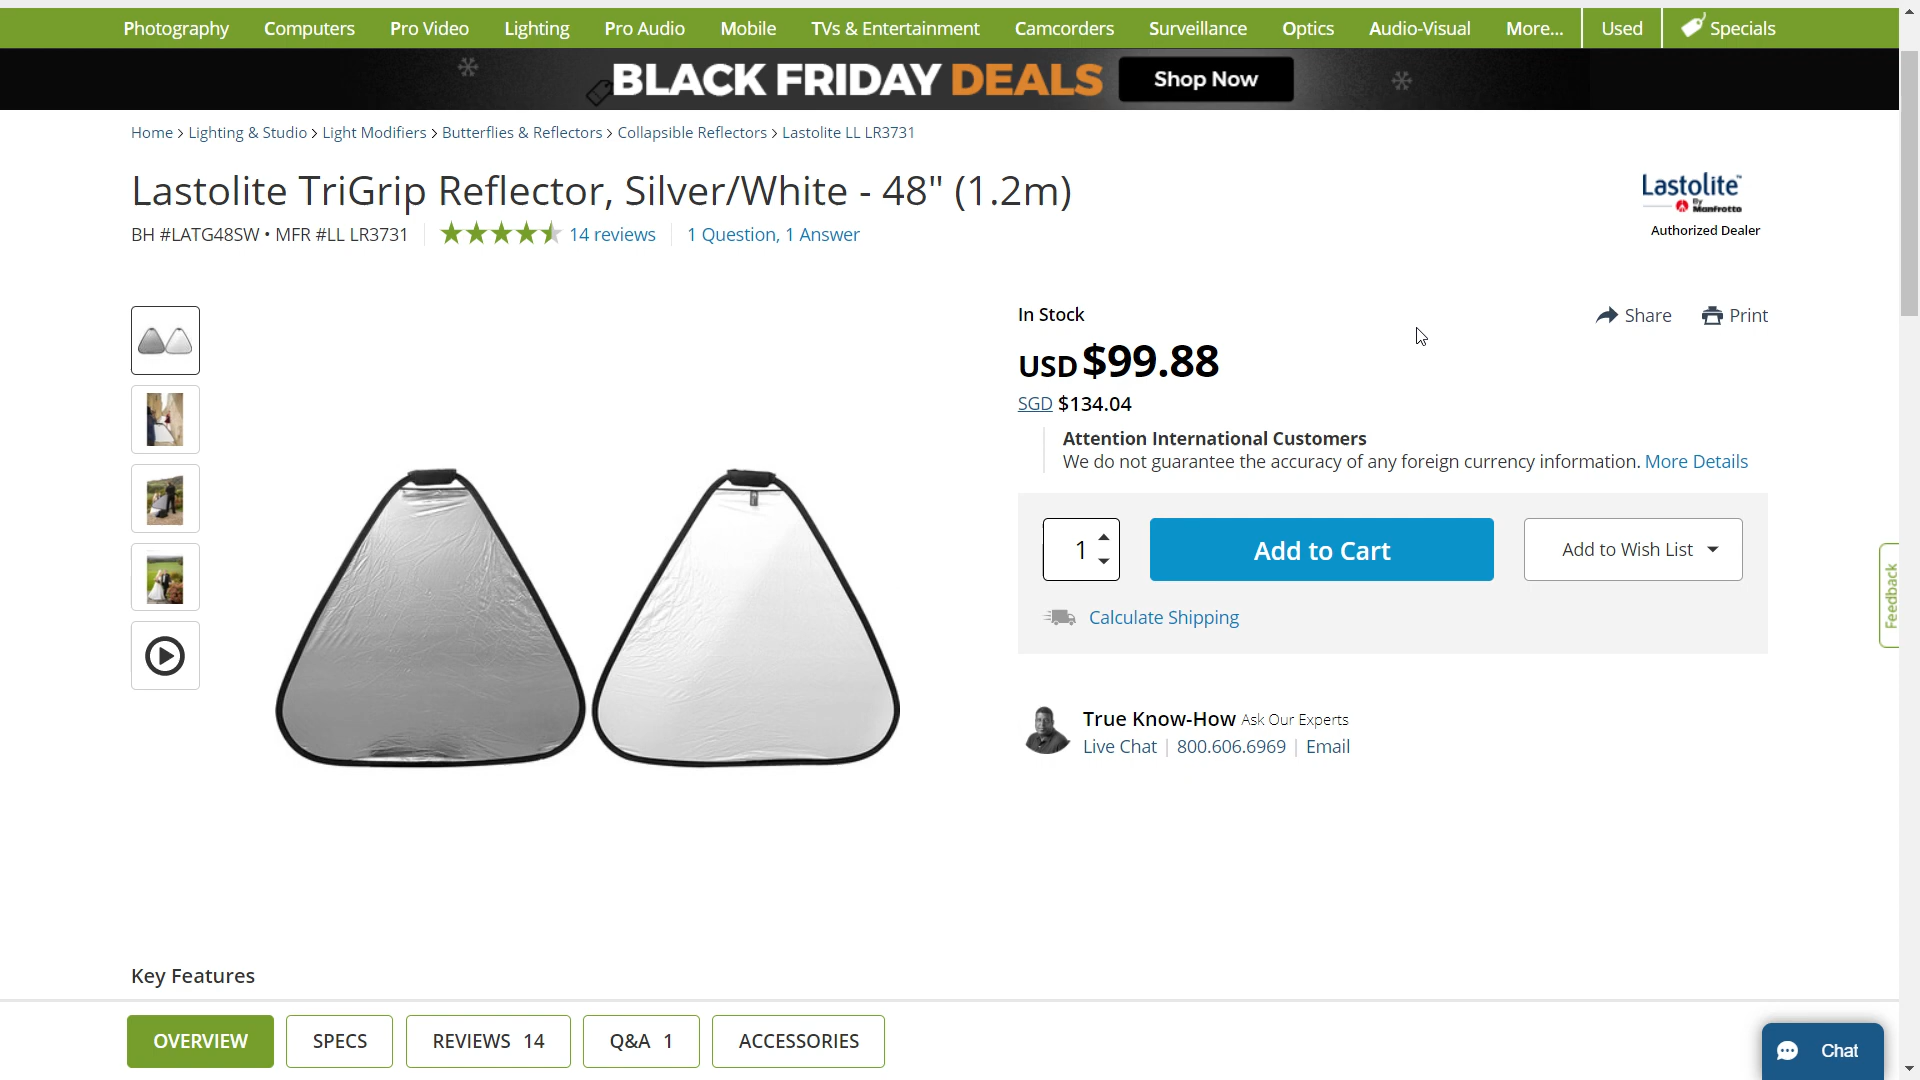 Photography Computers Pro Video Lighting Pro Audio Mobile TVs & Entertainment Camcorders Surveillance Optics Audio-Visual More... Used Specials
BLACK FRIDAY DEALS Shop Now
Home > Lighting & Studio > Light Modifiers > Butterflies & Reflectors > Collapsible Reflectors > Lastolite LL LR3731
Lastolite TriGrip Reflector, Silver/White - 48" (1.2m)
Lastolite™
By
Manfrotto
Authorized Dealer
BH #LATG48SW • MFR #LL LR3731 14 reviews 1 Question, 1 Answer
In Stock
Share Print
USD $99.88
SGD $134.04
Attention International Customers
We do not guarantee the accuracy of any foreign currency information. More Details
1 Add to Cart Add to Wish List
Calculate Shipping
Feedback
True Know-How Ask Our Experts
Live Chat | 800.606.6969 | Email
Key Features
OVERVIEW SPECS REVIEWS 14 Q&A 1 ACCESSORIES
Chat